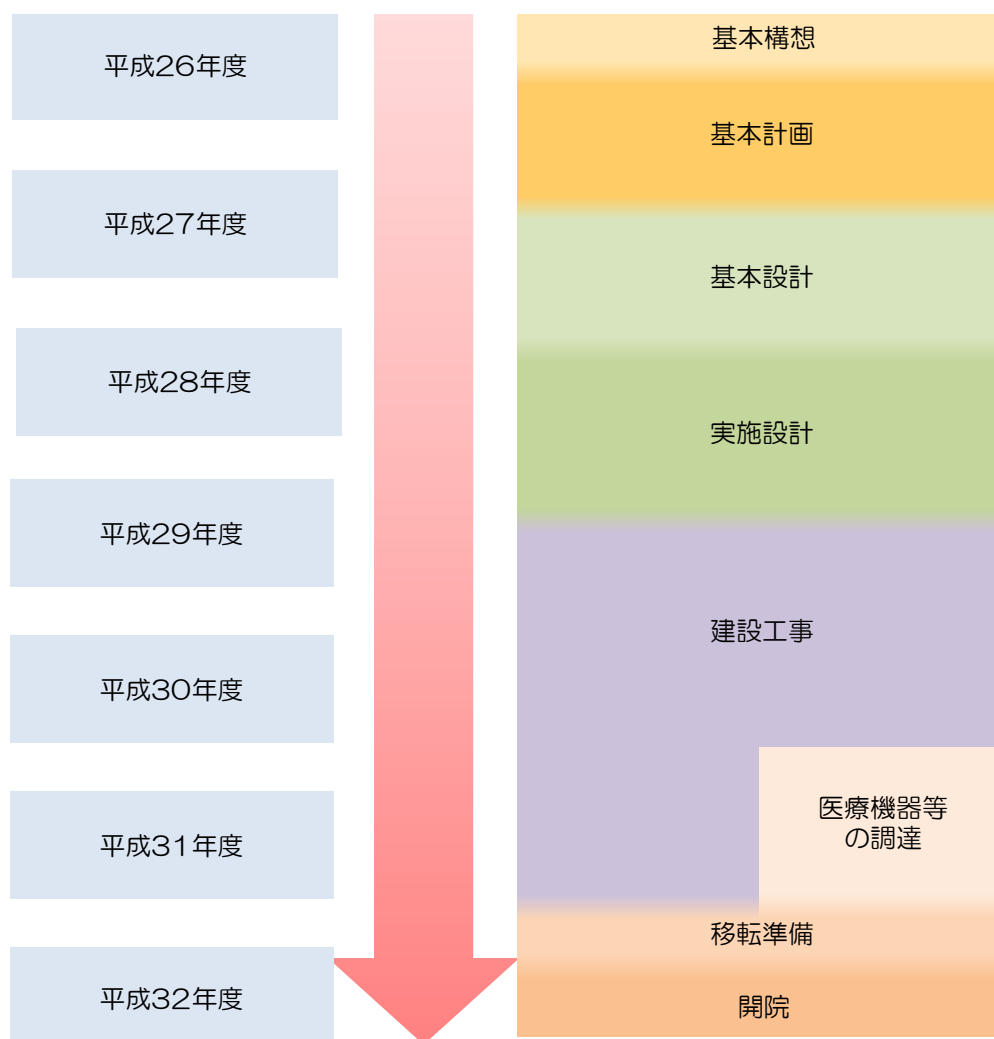 平成26年度
平成27年度
平成28年度
平成29年度
平成30年度
平成31年度
平成32年度
基本構想
基本計画
基本設計
実施設計
建設工事
医療機器等
の調達
移転準備
開院